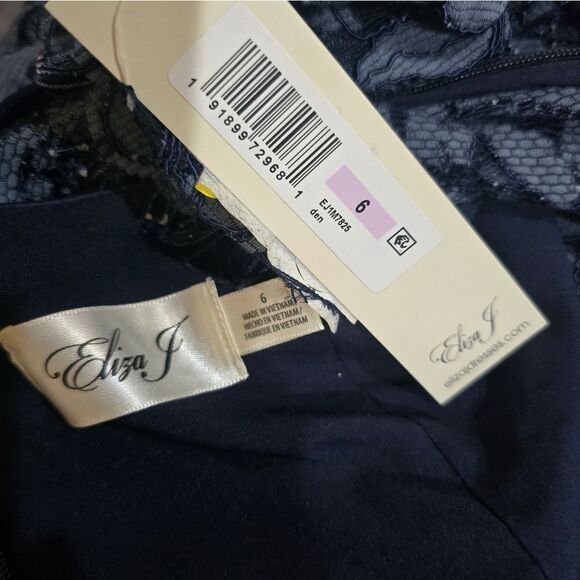 1 91899 72968 1
EJ1M7825
den
6
Eliza J
elizajdresses.com
Eliza J
6
MADE IN VIETNAM/
HECHO EN VIETNAM/
FABRIQUE EN VIETNAM